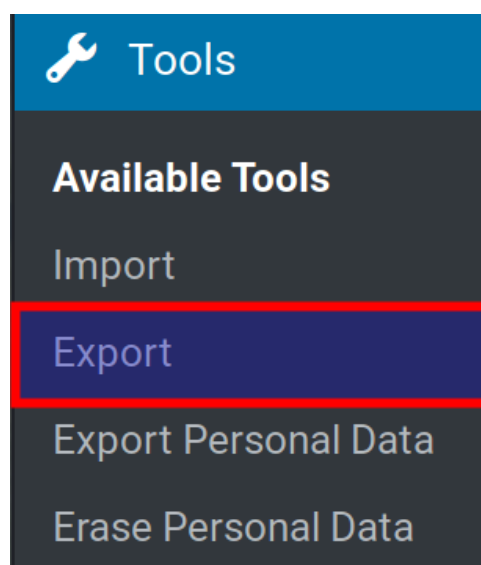 Tools
Available Tools
Import
Export
Export Personal Data
Erase Personal Data